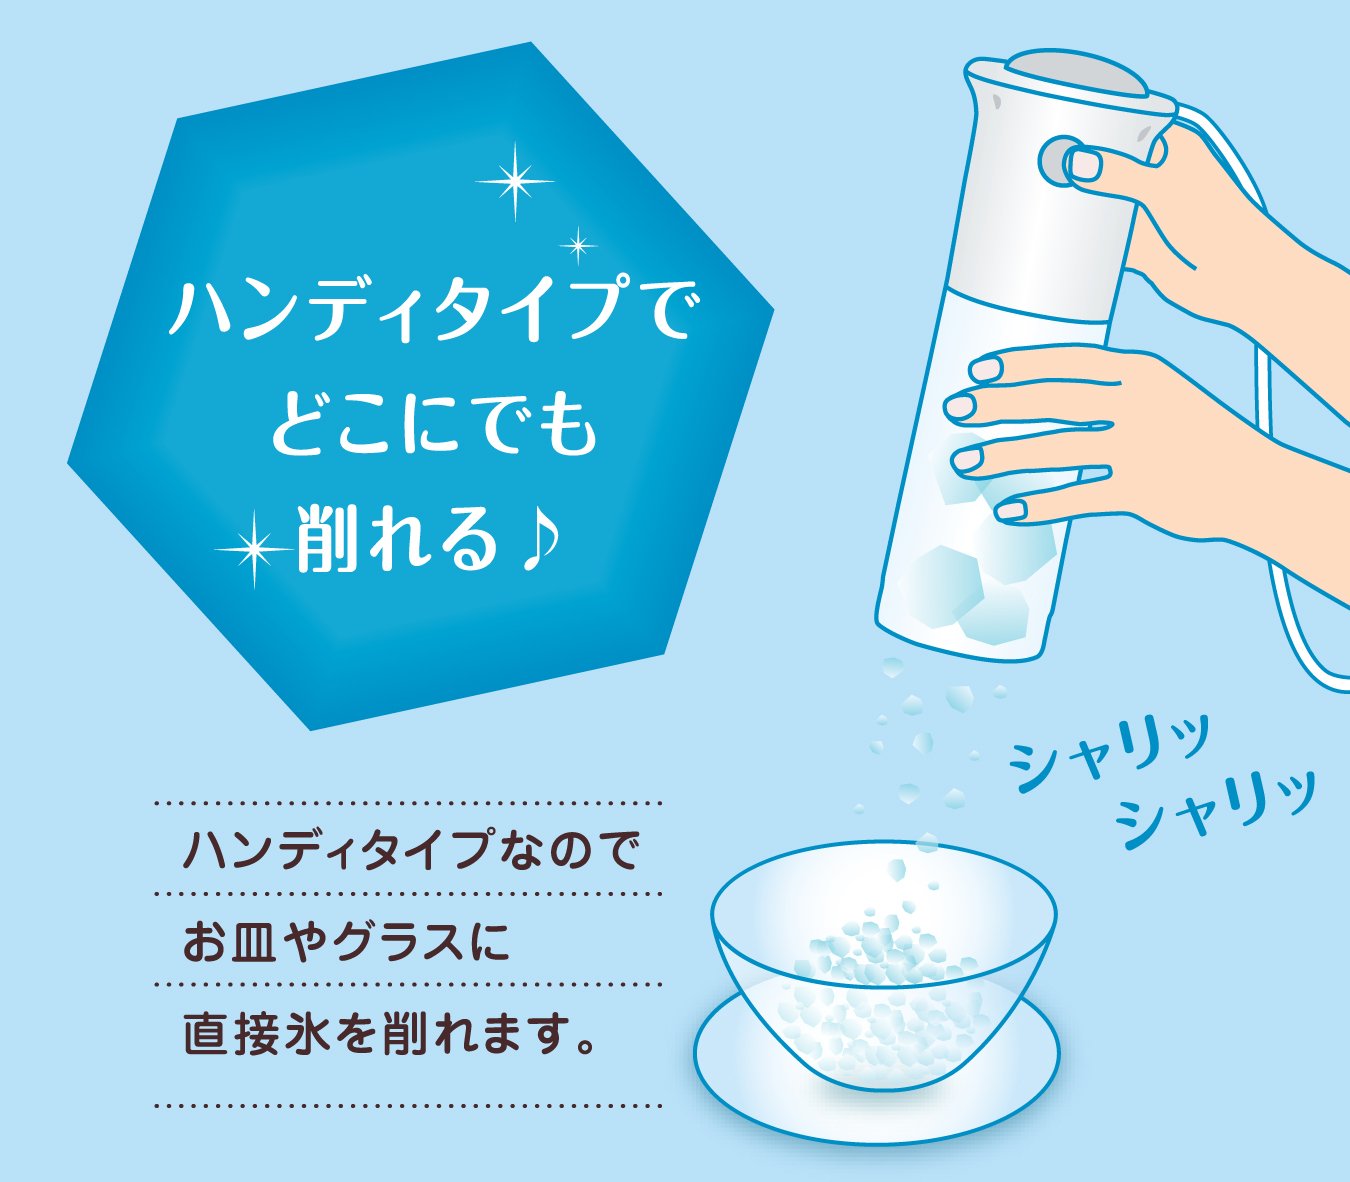 ハンディタイプで
どこにでも
削れる♪
シャリッ
シャリッ
ハンディタイプなので
お皿やグラスに
直接氷を削れます。